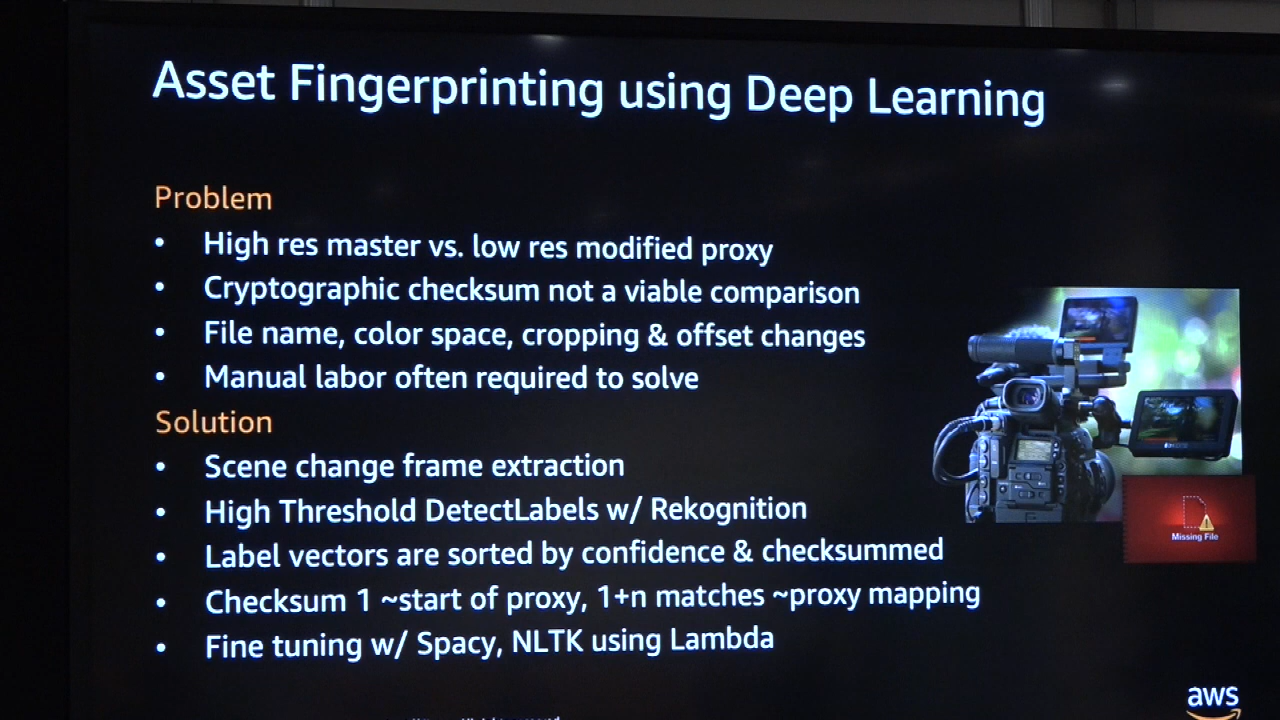 Asset Fingerprinting using Deep Learning
Problem
• High res master vs. low res modified proxy
• Cryptographic checksum not a viable comparison
• File name, color space, cropping & offset changes
• Manual labor often required to solve
Solution
• Scene change frame extraction
• High Threshold DetectLabels w/ Rekognition
• Label vectors are sorted by confidence & checksummed
• Checksum 1 ~start of proxy, 1+n matches ~proxy mapping
• Fine tuning w/ Spacy, NLTK using Lambda
Missing File
aws